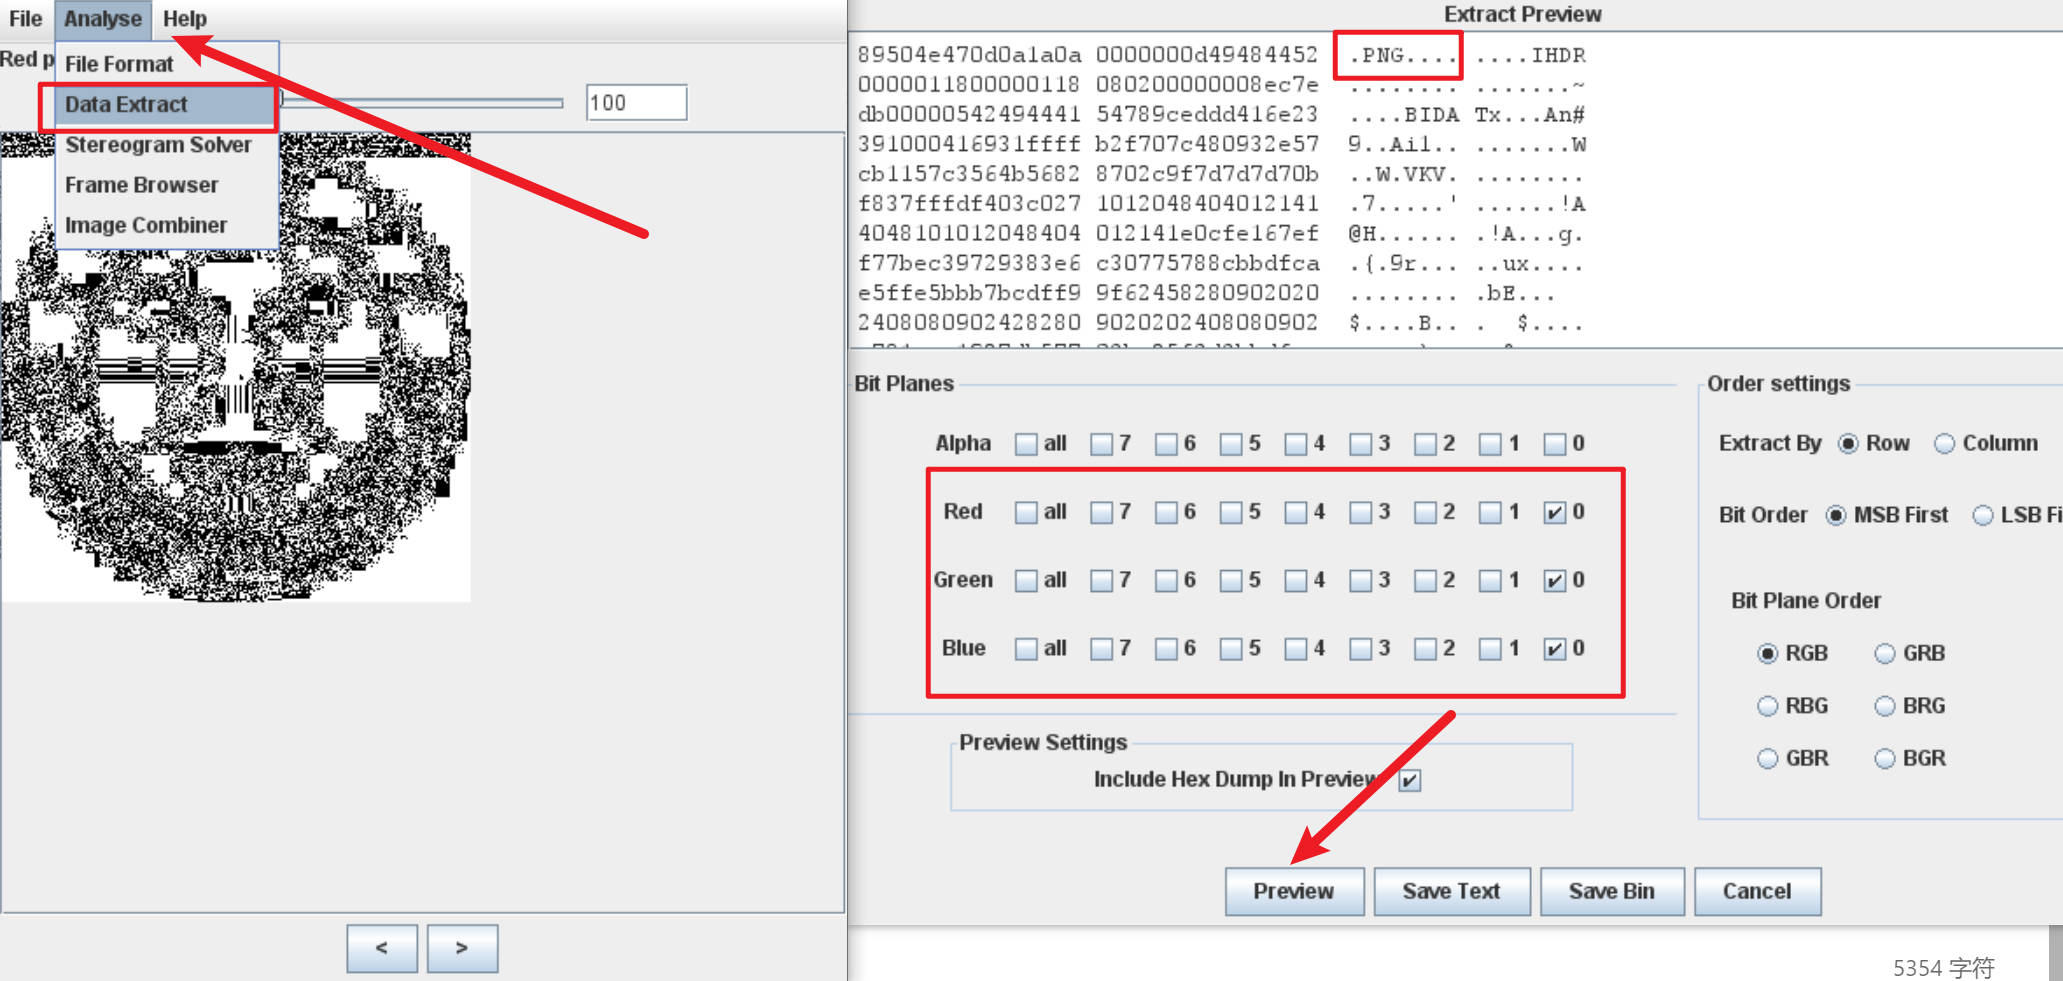 File Analyse Help
Red p
File Format
Data Extract
Stereogram Solver
Frame Browser
Image Combiner
100
<
>
Extract Preview
89504e470d0a1a0a 0000000d49484452 .PNG.... ....IHDR
0000011800000118 080200000008ec7e ........ .......~
db00000542494441 54789ceddd416e23 ....BIDA Tx...An#
391000416931ffff b2f707c480932e57 9..Ai1.. .......W
cb1157c3564b5682 8702c9f7d7d7d70b ..W.VKV. ........
f837fffdf403c027 1012048404012141 .7.....' ......!A
4048101012048404 012141e0cfe167ef @H...... .!A...g.
f77bec39729383e6 c30775788cbbdfca .{.9r... ..ux....
e5ffe5bbb7bcdff9 9f62458280902020 ........ .bE...
2408080902428280 9020202408080902 $....B.. . $....
Bit Planes
Alpha all 7 6 5 4 3 2 1 0
Red all 7 6 5 4 3 2 1 0
Green all 7 6 5 4 3 2 1 0
Blue all 7 6 5 4 3 2 1 0
Preview Settings
Include Hex Dump In Preview
Order settings
Extract By Row Column
Bit Order MSB First LSB Fi
Bit Plane Order
RGB GRB
RBG BRG
GBR BGR
Preview Save Text Save Bin Cancel
5354 字符